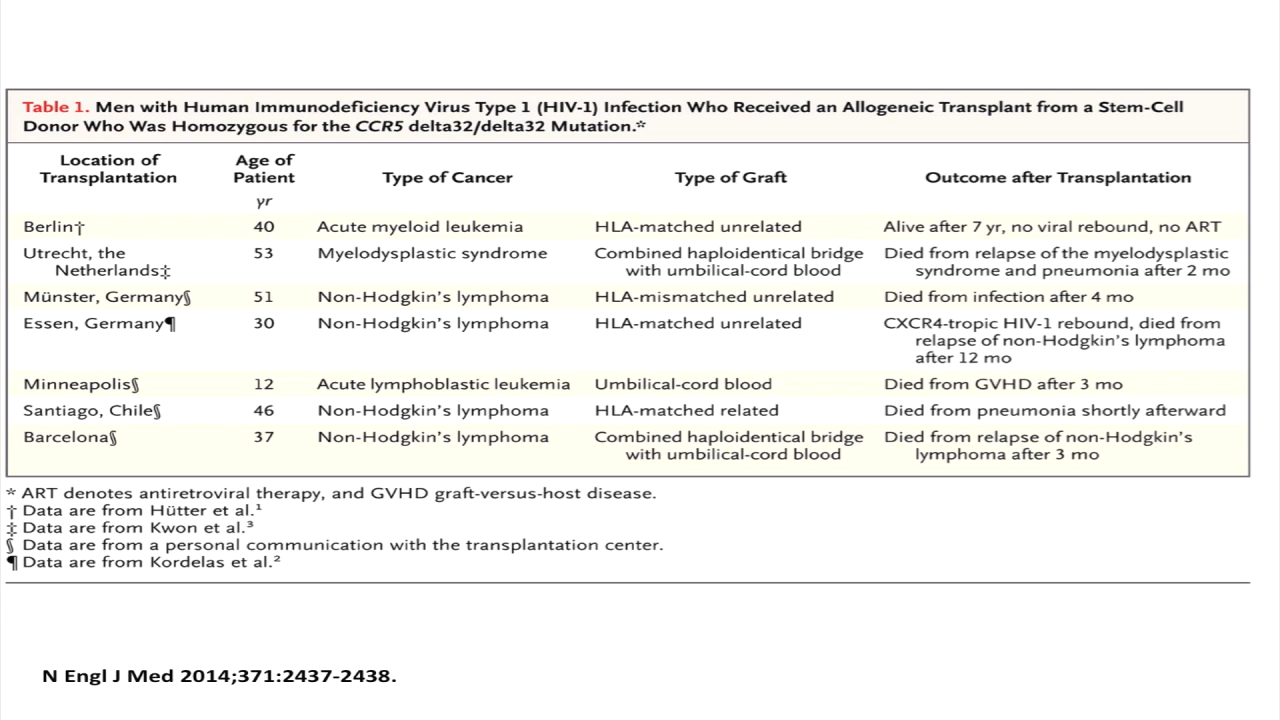 Table 1. Men with Human Immunodeficiency Virus Type 1 (HIV-1) Infection Who Received an Allogeneic Transplant from a Stem-Cell
Donor Who Was Homozygous for the CCR5 delta32/delta32 Mutation.*
Location of Transplantation Age of Patient Type of Cancer Type of Graft Outcome after Transplantation
yr
Berlin† 40 Acute myeloid leukemia HLA-matched unrelated Alive after 7 yr, no viral rebound, no ART
Utrecht, the 53 Myelodysplastic syndrome Combined haploidentical bridge Died from relapse of the myelodysplastic
Netherlands‡ with umbilical-cord blood syndrome and pneumonia after 2 mo
Münster, Germany§ 51 Non-Hodgkin's lymphoma HLA-mismatched unrelated Died from infection after 4 mo
Essen, Germany¶ 30 Non-Hodgkin's lymphoma HLA-matched unrelated CXCR4-tropic HIV-1 rebound, died from
relapse of non-Hodgkin's lymphoma
after 12 mo
Minneapolis§ 12 Acute lymphoblastic leukemia Umbilical-cord blood Died from GVHD after 3 mo
Santiago, Chile§ 46 Non-Hodgkin's lymphoma HLA-matched related Died from pneumonia shortly afterward
Barcelona§ 37 Non-Hodgkin's lymphoma Combined haploidentical bridge Died from relapse of non-Hodgkin's
with umbilical-cord blood lymphoma after 3 mo
* ART denotes antiretroviral therapy, and GVHD graft-versus-host disease.
† Data are from Hütter et al.¹
‡ Data are from Kwon et al.³
§ Data are from a personal communication with the transplantation center.
¶ Data are from Kordelas et al.²
N Engl J Med 2014;371:2437-2438.